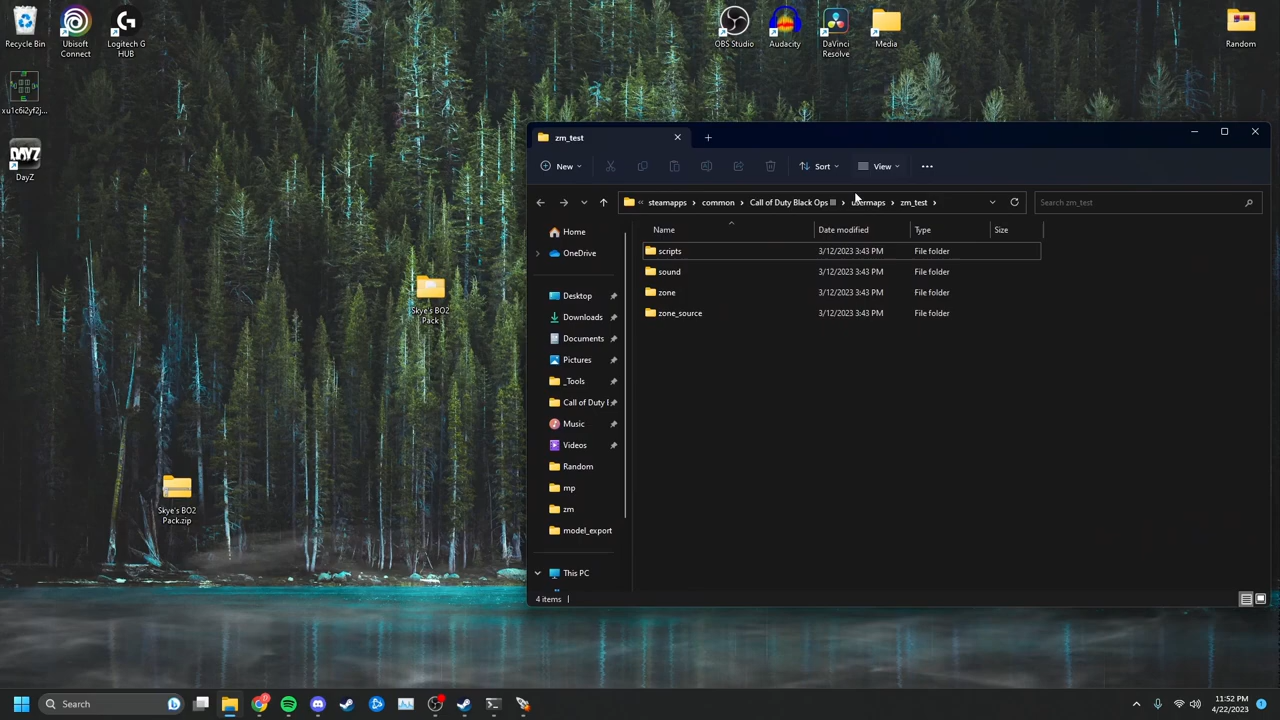 Recycle Bin
Ubisoft
Connect
Logitech G
HUB
OBS Studio
Audacity
DaVinci
Resolve
Media
Random
xu1c6i2yf2j...
DAYZ
DayZ
Skye's BO2
Pack
Skye's BO2
Pack.zip
zm_test
New
Sort
View
steamapps
common
Call of Duty Black Ops III
usermaps
zm_test
Search zm_test
Name
Date modified
Type
Size
scripts
3/12/2023 3:43 PM
File folder
sound
3/12/2023 3:43 PM
File folder
zone
3/12/2023 3:43 PM
File folder
zone_source
3/12/2023 3:43 PM
File folder
Home
OneDrive
Desktop
Downloads
Documents
Pictures
_Tools
Call of Duty B
Music
Videos
Random
mp
zm
model_export
This PC
4 items
Search
11:52 PM
4/22/2023